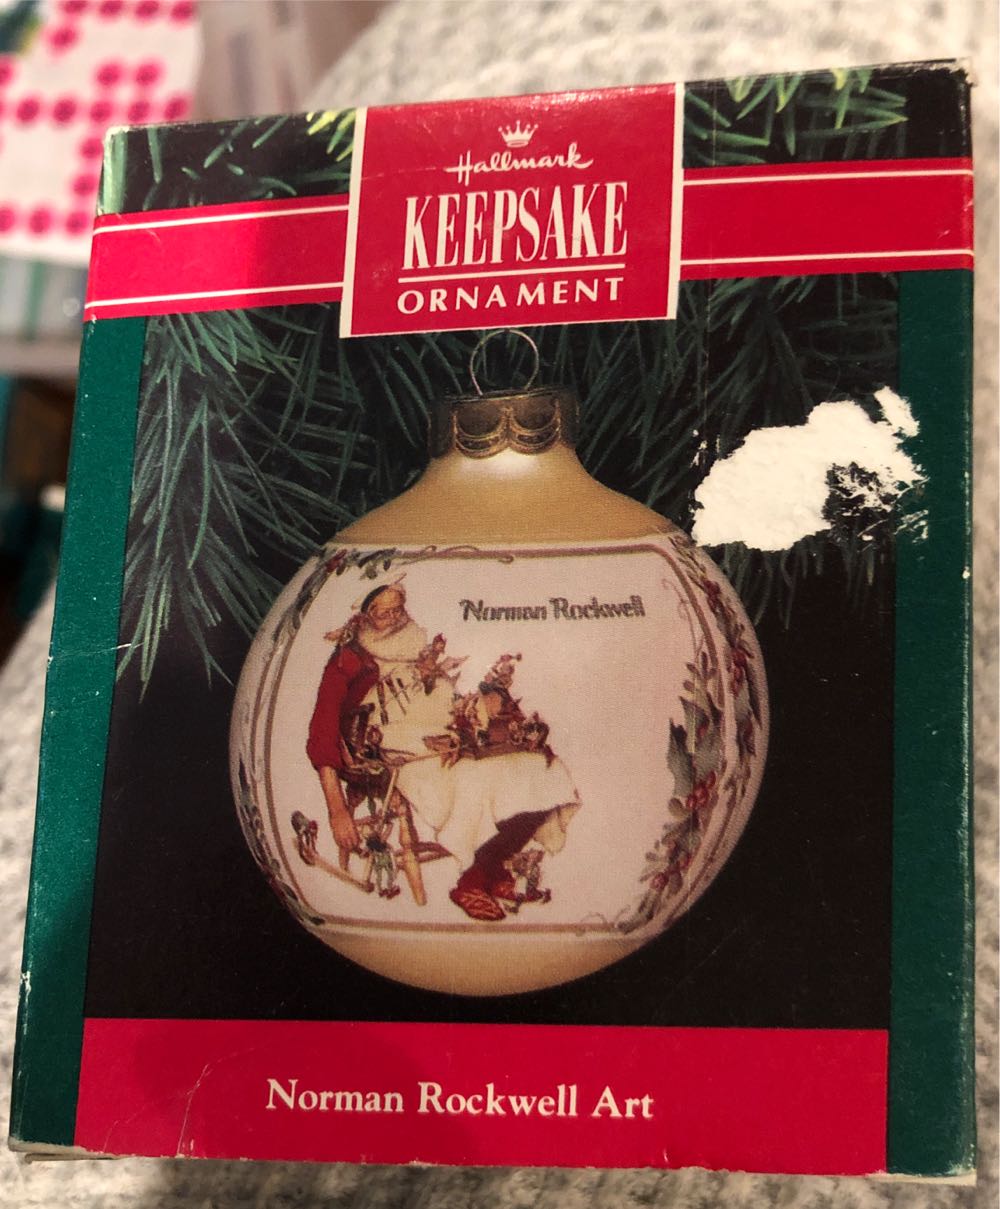 Hallmark
KEEPSAKE
ORNAMENT
Norman Rockwell
Norman Rockwell Art